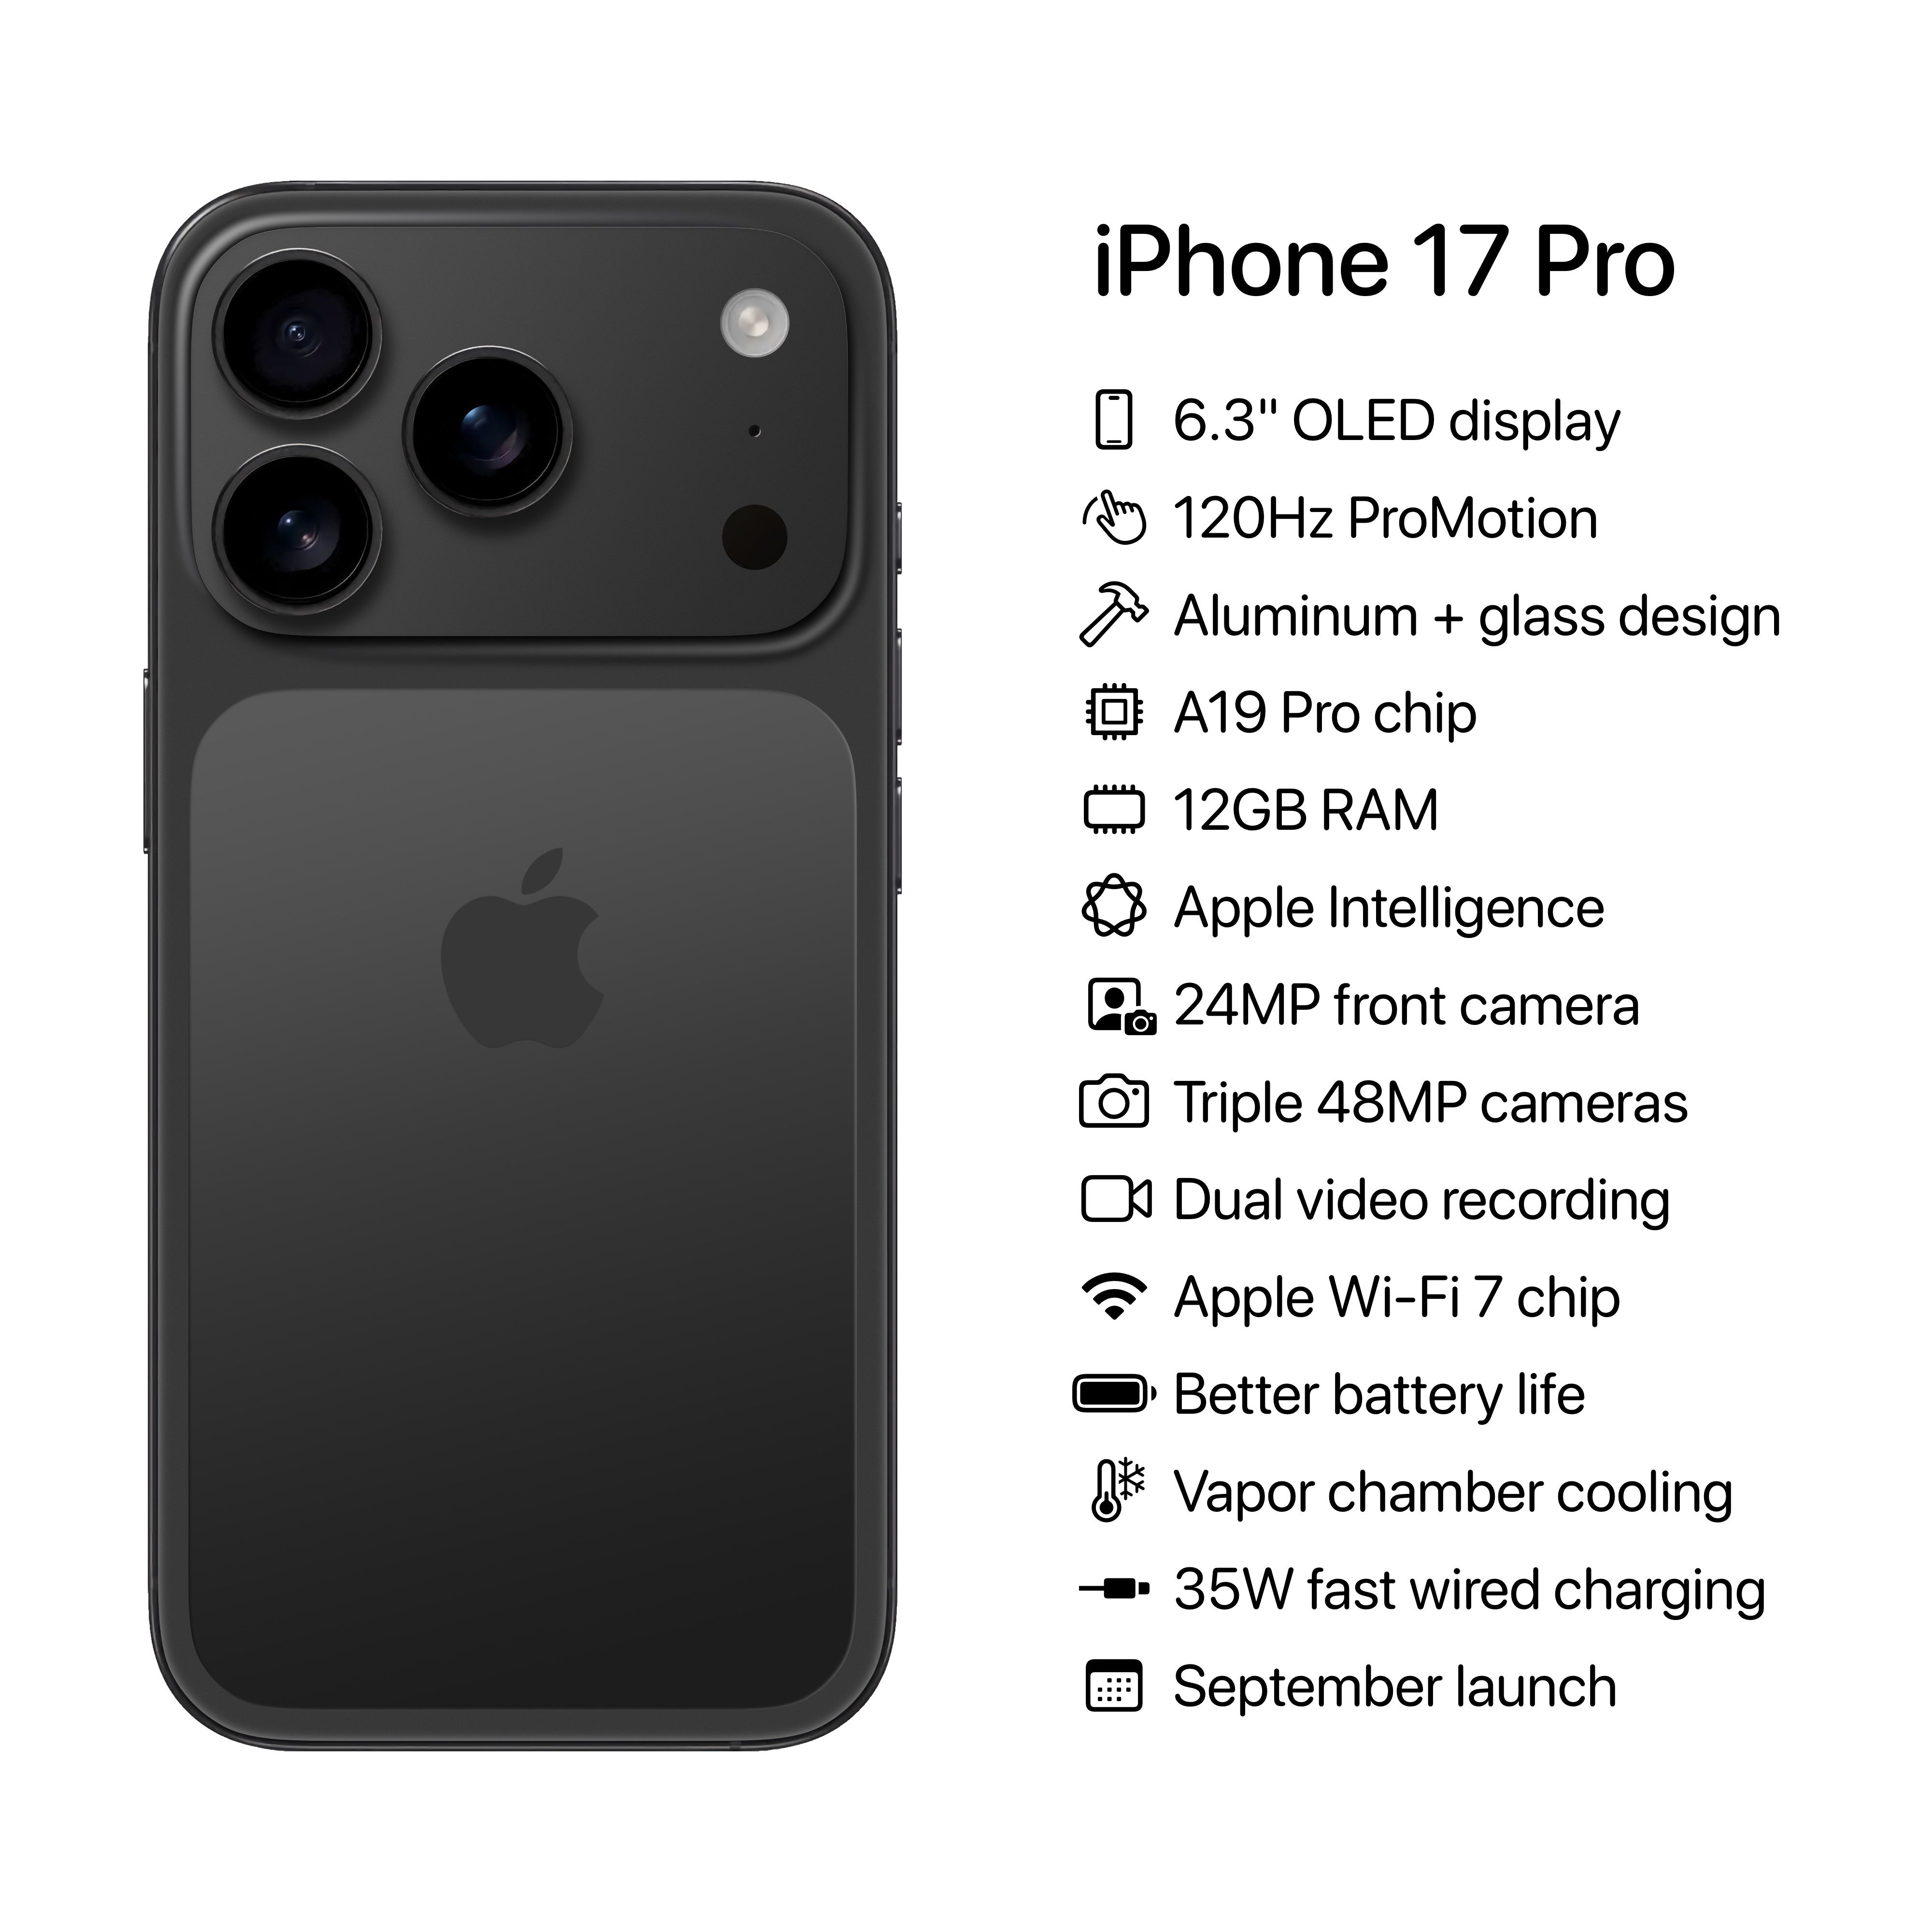 iPhone 17 Pro
6.3" OLED display
120Hz ProMotion
Aluminum + glass design
A19 Pro chip
12GB RAM
Apple Intelligence
24MP front camera
Triple 48MP cameras
Dual video recording
Apple Wi-Fi 7 chip
Better battery life
Vapor chamber cooling
35W fast wired charging
September launch